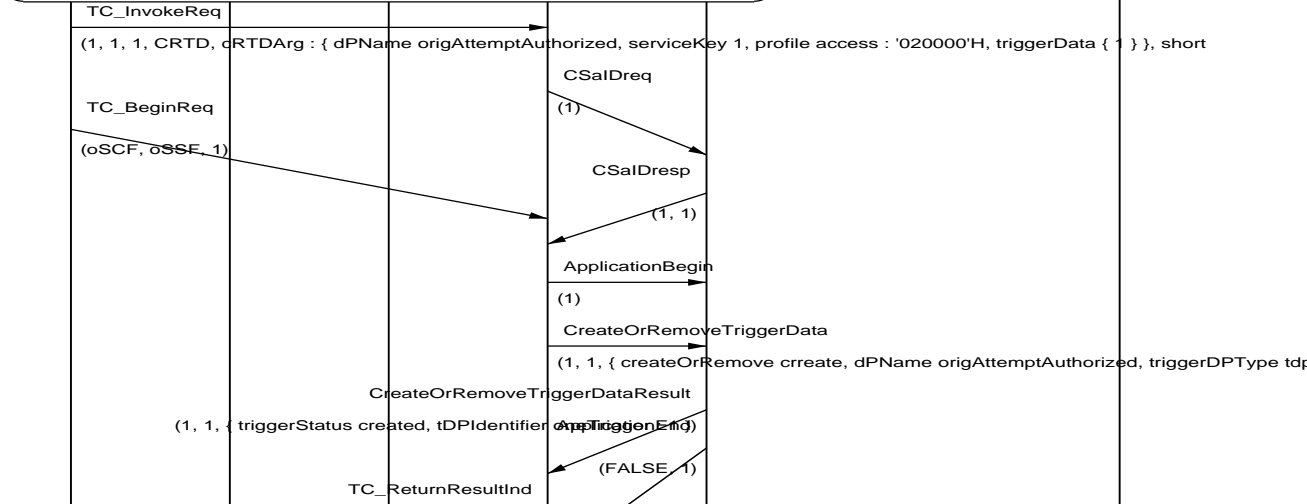 TC_InvokeReq
(1, 1, 1, CRTD, cRTDArg : { dPName origAttemptAuthorized, serviceKey 1, profile access : '020000'H, triggerData { 1 } }, short
CSaIDreq
TC_BeginReq
(1)
(oSCF, oSSF, 1)
CSaIDresp
(1, 1)
ApplicationBegin
(1)
CreateOrRemoveTriggerData
(1, 1, { createOrRemove crreate, dPName origAttemptAuthorized, triggerDPType tdp
CreateOrRemoveTriggerDataResult
(1, 1, { triggerStatus created, tDPIdentifier
ApplicationEnd
(FALSE, 1)
TC_ReturnResultInd